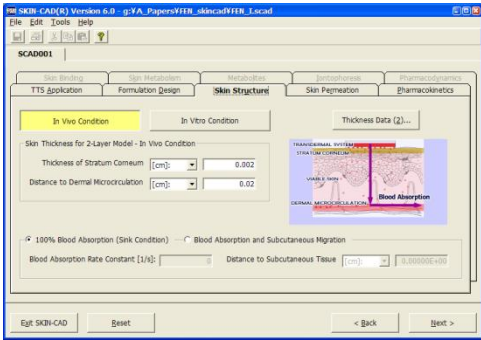 SKIN-CAD(R) Version 6.0 - g:¥A_Papers¥FEN_skincad¥FEN_I.scad
File Edit Tools Help
SCAD001
Skin Binding Skin Metabolism Metabolites Iontophorese Pharmacodynamics
TTS Application Formulation Design Skin Structure Skin Permeation Pharmacokinetics
In Vivo Condition In Vitro Condition Thickness Data (2)...
Skin Thickness for 2-Layer Model - In Vivo Condition
Thickness of Stratum Corneum [cm]: 0.002
Distance to Dermal Microcirculation [cm]: 0.02
TRANSDERMAL SYSTEM
STRATUM CORNEUM
VIABLE SKIN
Blood Absorption
DERMAL MICROCIRCULATION
100% Blood Absorption (Sink Condition) Blood Absorption and Subcutaneous Migration
Blood Absorption Rate Constant [1/s]: 0 Distance to Subcutaneous Tissue [cm]: 0.00000E+00
Exit SKIN-CAD Reset < Back Next >